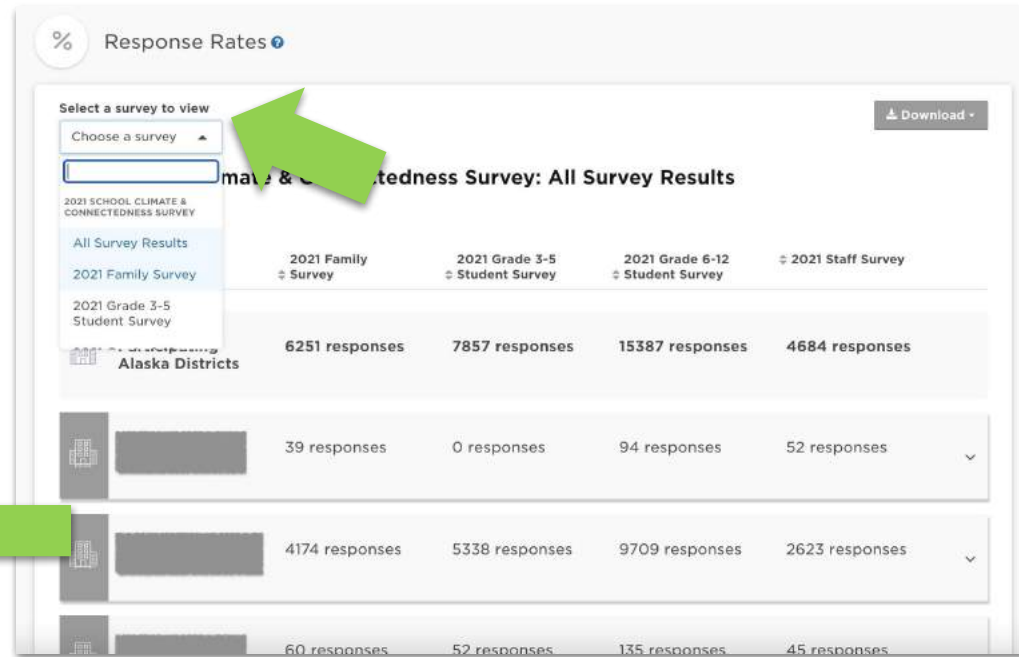 % Response Rates ?
Select a survey to view
Download
Choose a survey
& nectedness Survey: All Survey Results
2021 SCHOOL CLIMATE &
CONNECTEDNESS SURVEY
All Survey Results
2021 Family Survey
2021 Grade 3-5
Student Survey
2021 Family
Survey
2021 Grade 3-5
Student Survey
2021 Grade 6-12
Student Survey
2021 Staff Survey
Alaska Districts
6251 responses
7857 responses
15387 responses
4684 responses
39 responses
0 responses
94 responses
52 responses
4174 responses
5338 responses
9709 responses
2623 responses
60 responses
52 responses
135 responses
45 responses